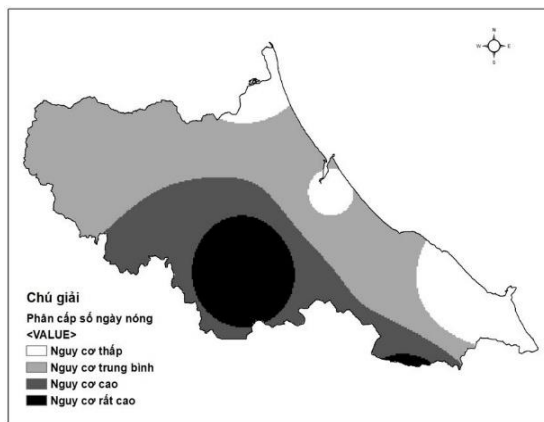 N
W E
S
Chú giải
Phân cấp số ngày nóng
<VALUE>
Nguy cơ thấp
Nguy cơ trung bình
Nguy cơ cao
Nguy cơ rất cao